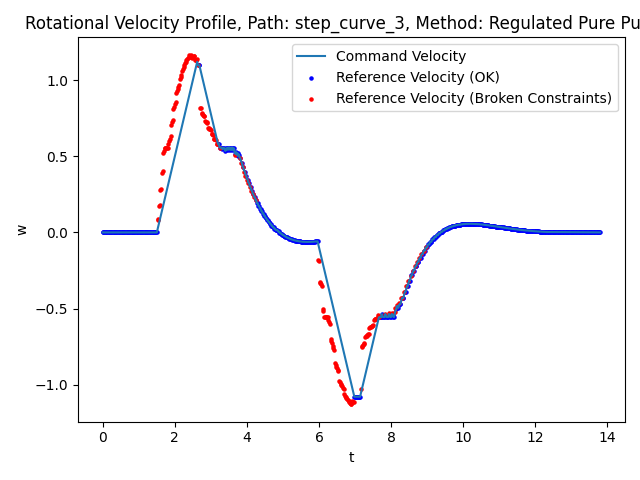 Rotational Velocity Profile, Path: step_curve_3, Method: Regulated Pure Pu
Command Velocity
Reference Velocity (OK)
Reference Velocity (Broken Constraints)
1.0
0.5
0.0
−0.5
−1.0
w
0 2 4 6 8 10 12 14
t